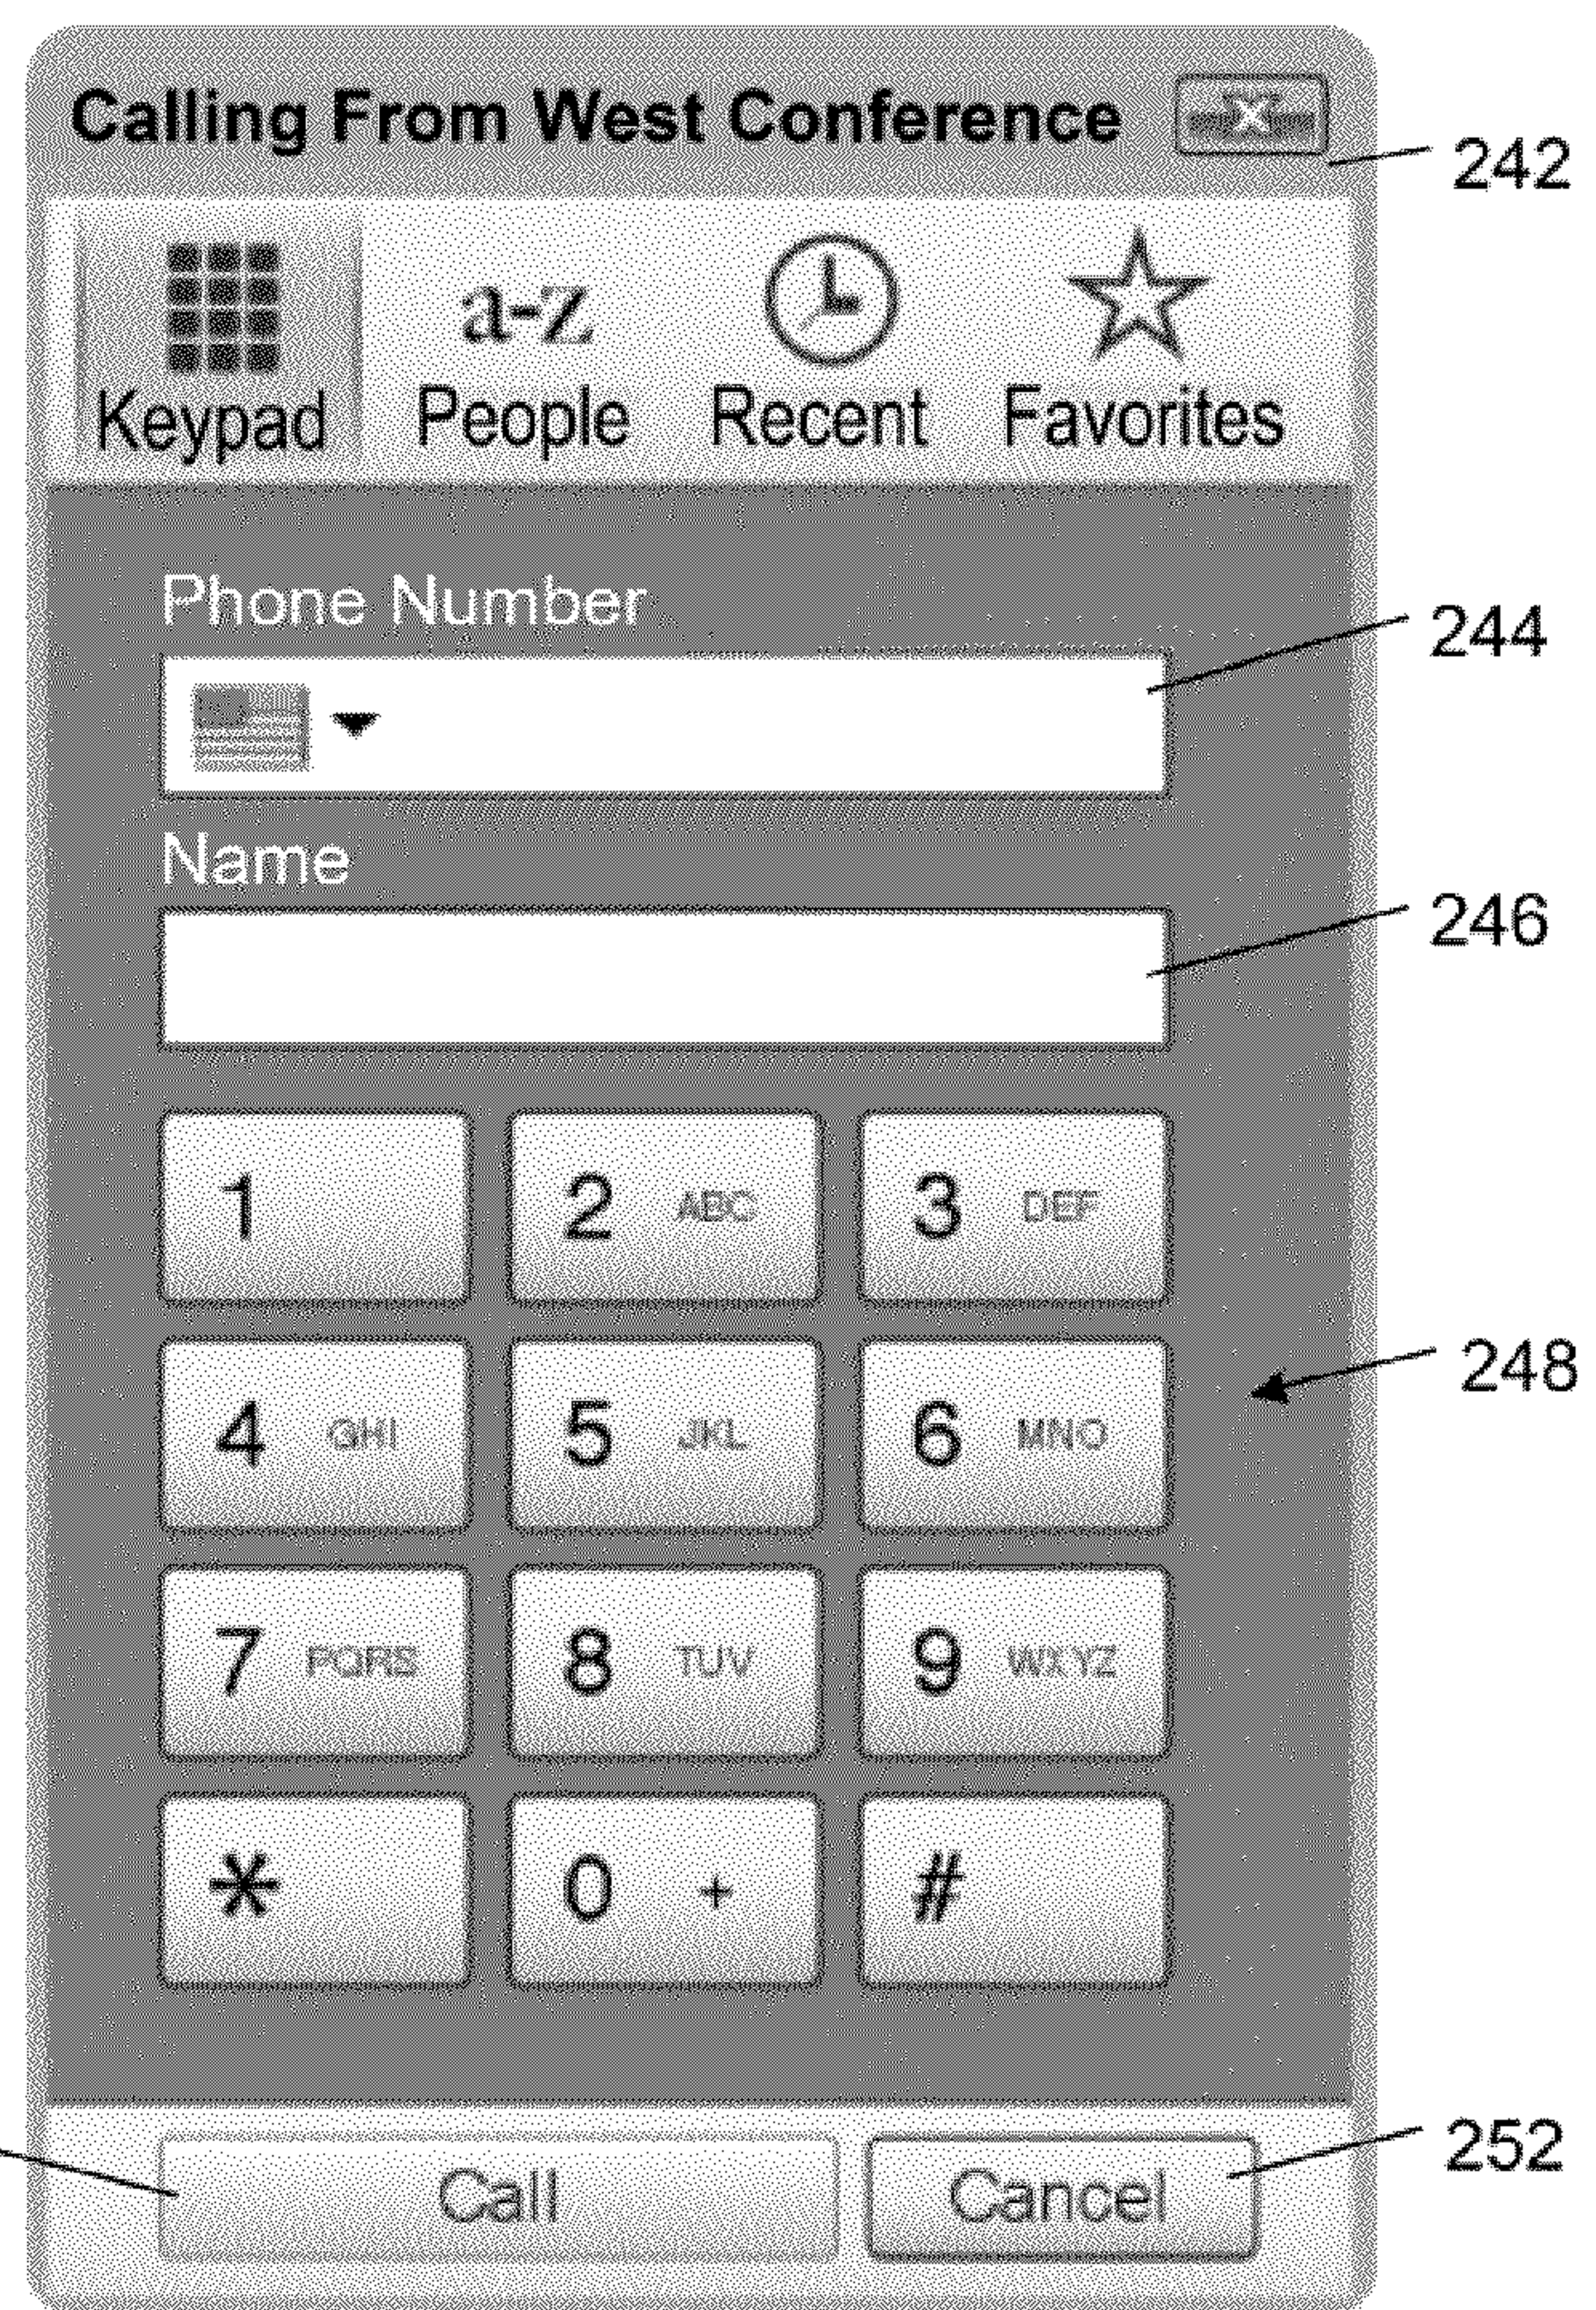 Calling From West Conference X
242
a-z
Keypad People Recent Favorites
Phone Number
244
Name
246
1 2 ABC 3 DEF
4 GHI 5 JKL 6 MNO
248
7 PQRS 8 TUV 9 WXYZ
* 0 + #
Call Cancel
252